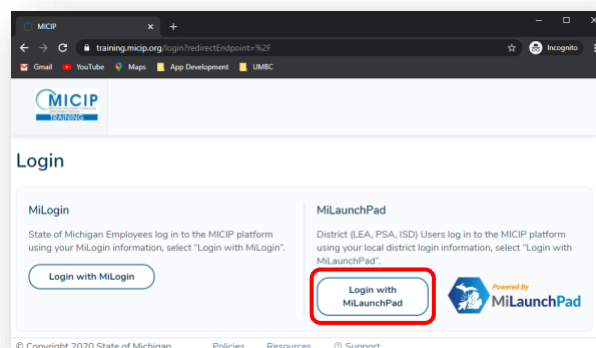 MICIP
training.micip.org/login?redirectEndpoint=%2F
Incognito
Gmail
YouTube
Maps
App Development
UMBC
MICIP
TRAINING
Login
MiLogin
State of Michigan Employees log in to the MICIP platform
using your MiLogin information, select "Login with MiLogin".
Login with MiLogin
MiLaunchPad
District (LEA, PSA, ISD) Users log in to the MICIP platform
using your local district login information, select "Login with
MiLaunchPad".
Login with
MiLaunchPad
Powered By
MiLaunchPad
© Copyright 2020 State of Michigan
Policies
Resources
Support